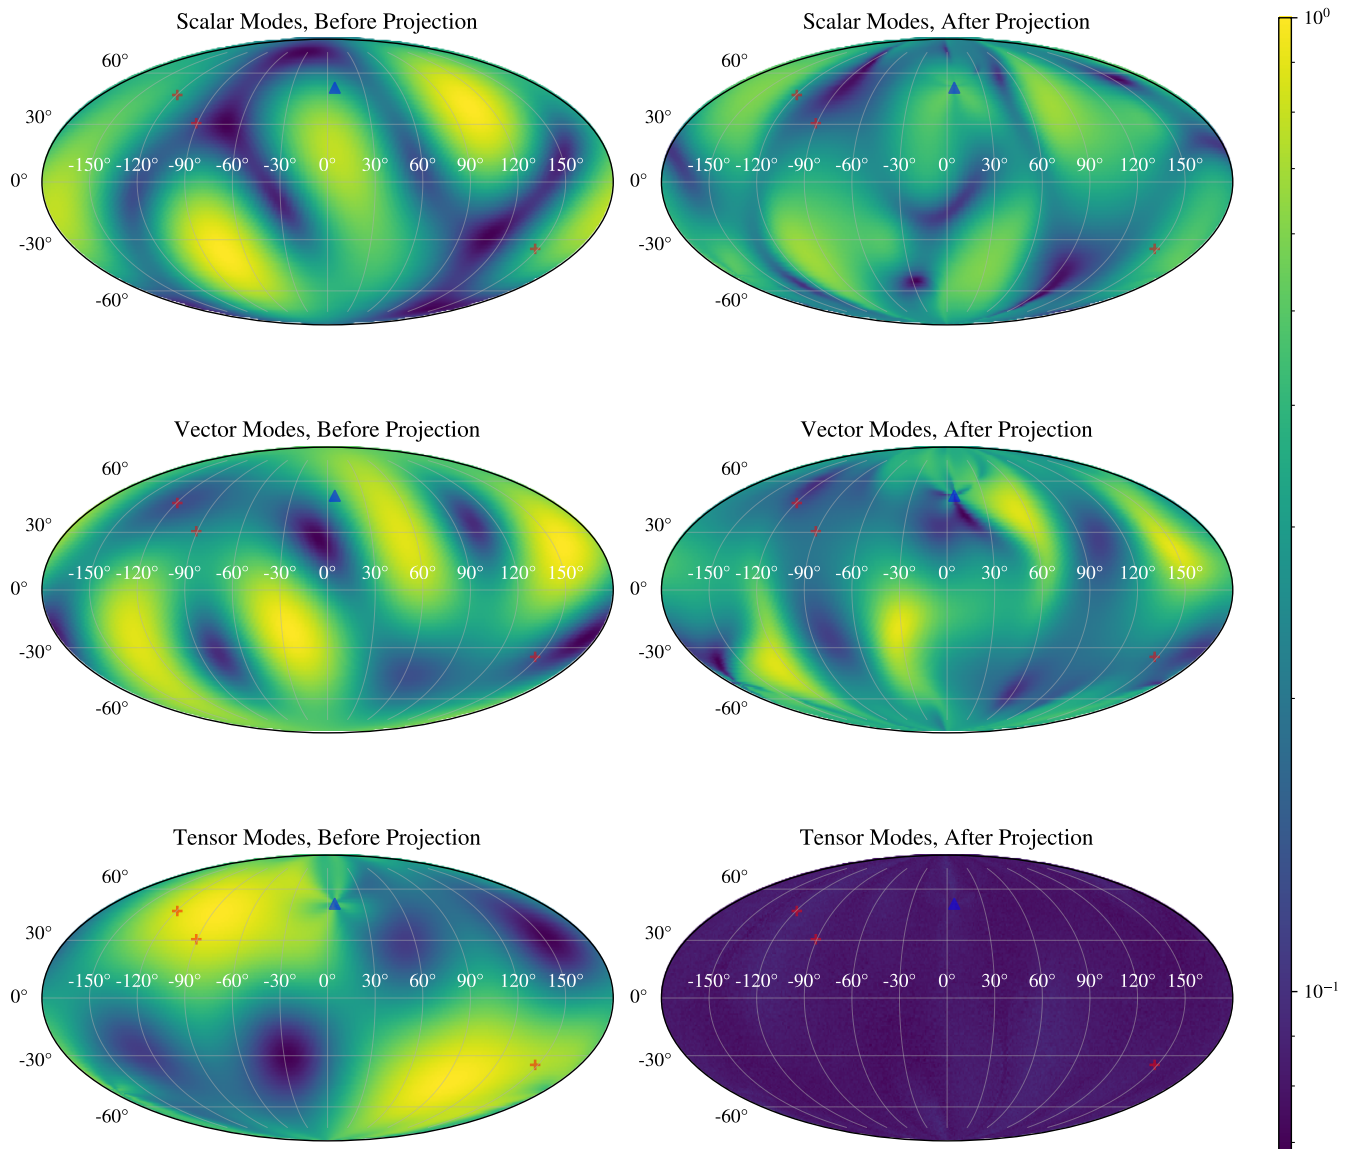 Scalar Modes, Before Projection
60°
30°
-150° -120° -90° -60° -30° 0° 30° 60° 90° 120° 150°
0°
-30°
-60°
Scalar Modes, After Projection
60°
30°
-150° -120° -90° -60° -30° 0° 30° 60° 90° 120° 150°
0°
-30°
-60°
Vector Modes, Before Projection
60°
30°
-150° -120° -90° -60° -30° 0° 30° 60° 90° 120° 150°
0°
-30°
-60°
Vector Modes, After Projection
60°
30°
-150° -120° -90° -60° -30° 0° 30° 60° 90° 120° 150°
0°
-30°
-60°
Tensor Modes, Before Projection
60°
30°
-150° -120° -90° -60° -30° 0° 30° 60° 90° 120° 150°
0°
-30°
-60°
Tensor Modes, After Projection
60°
30°
-150° -120° -90° -60° -30° 0° 30° 60° 90° 120° 150°
0°
-30°
-60°
10⁰
10⁻¹